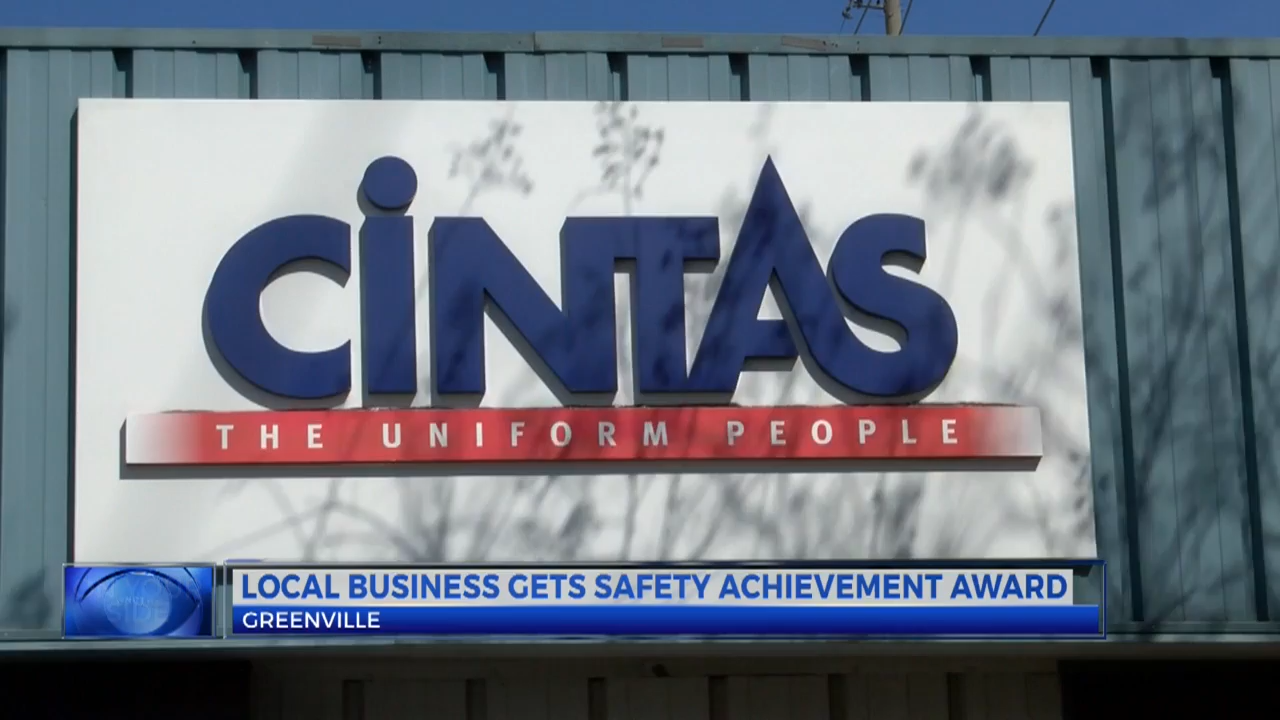 CiNTAS
THE UNIFORM PEOPLE
LOCAL BUSINESS GETS SAFETY ACHIEVEMENT AWARD
GREENVILLE